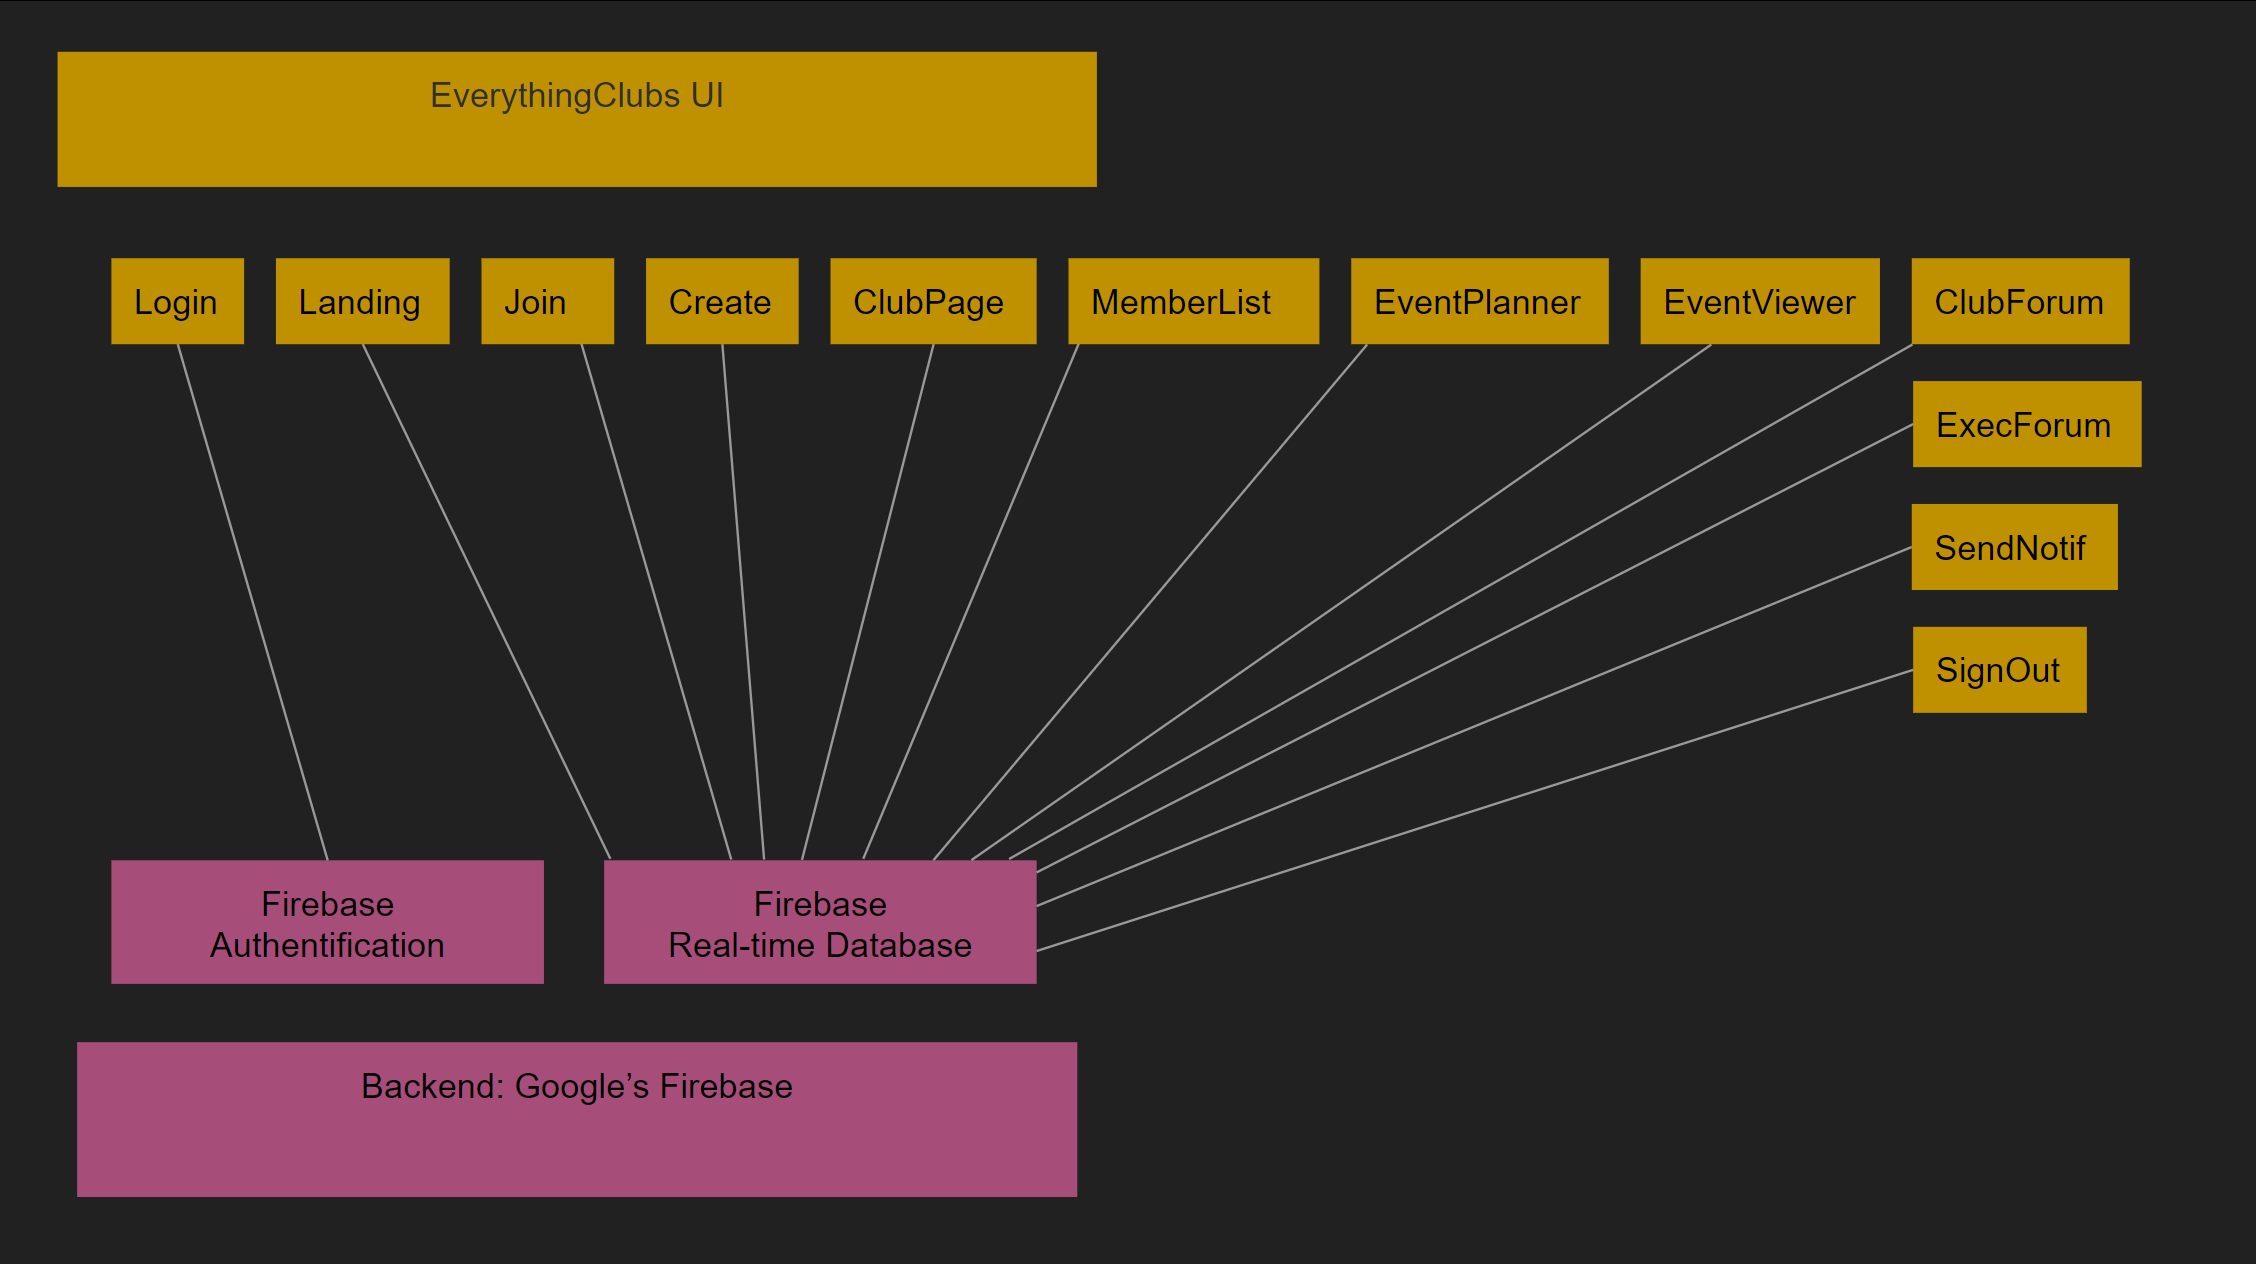 EverythingClubs UI
Login
Landing
Join
Create
ClubPage
MemberList
EventPlanner
EventViewer
ClubForum
ExecForum
SendNotif
SignOut
Firebase
Authentification
Firebase
Real-time Database
Backend: Google’s Firebase